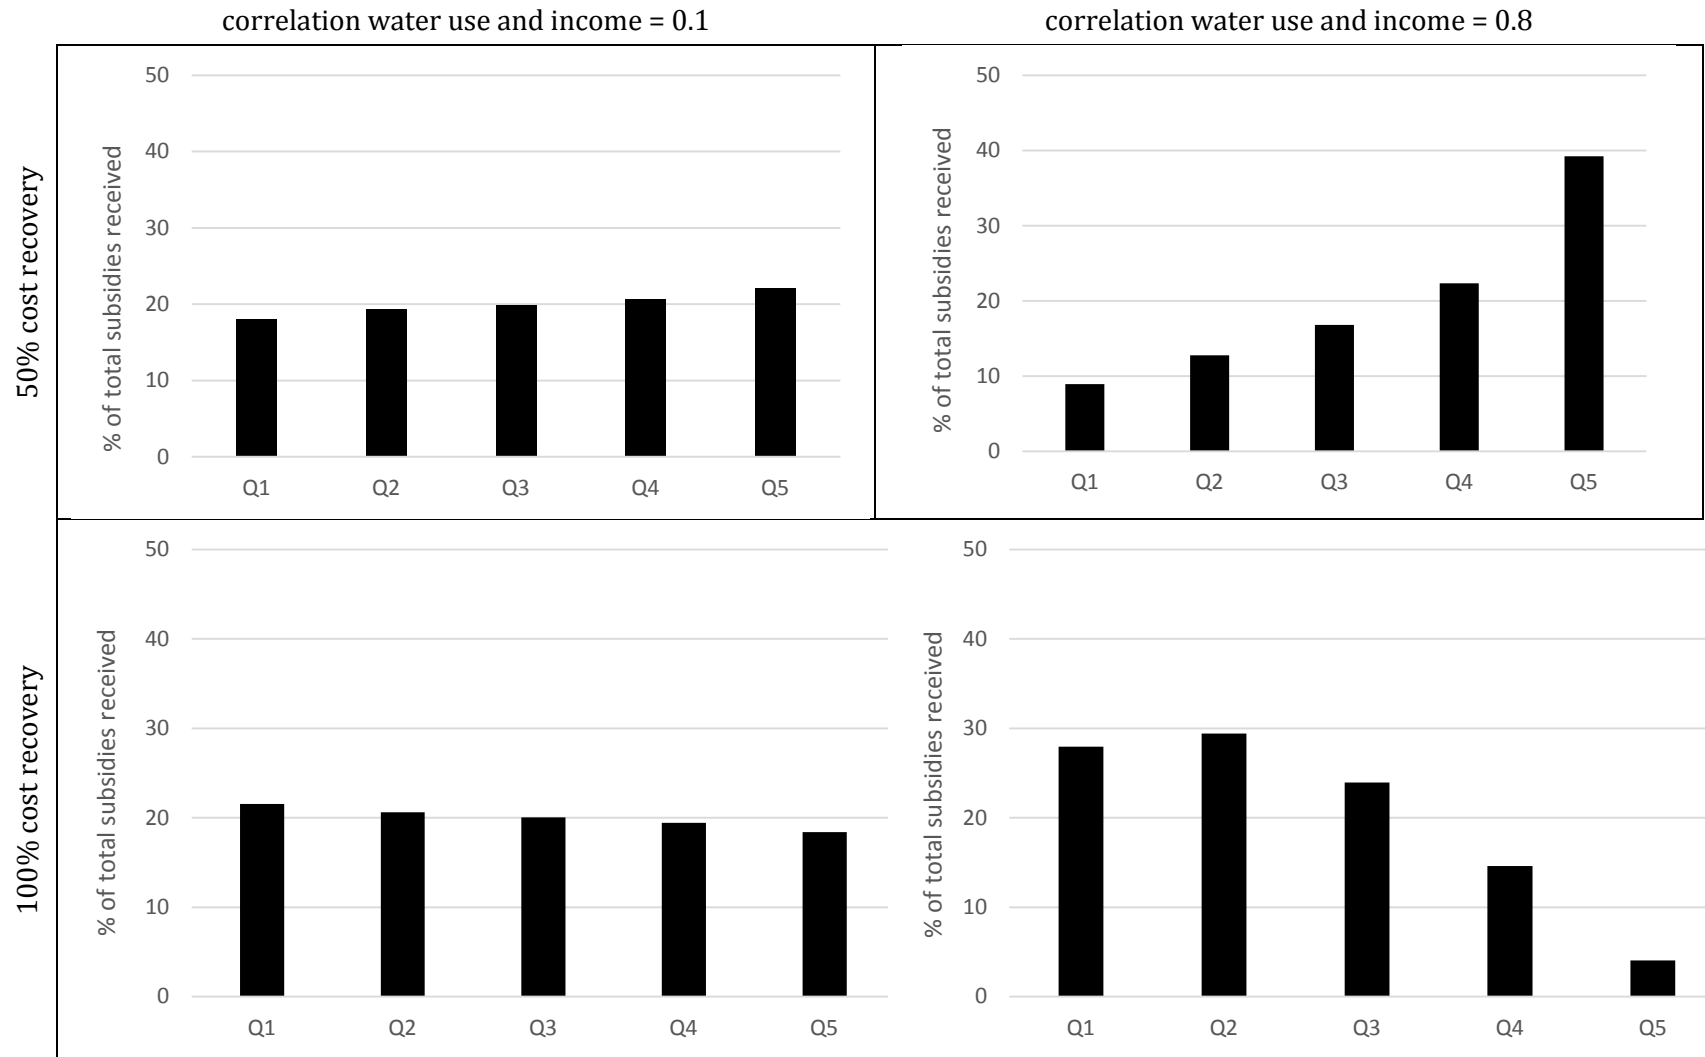 correlation water use and income = 0.1
correlation water use and income = 0.8
50% cost recovery
% of total subsidies received
50
40
30
20
10
0
Q1 Q2 Q3 Q4 Q5
% of total subsidies received
50
40
30
20
10
0
Q1 Q2 Q3 Q4 Q5
100% cost recovery
% of total subsidies received
50
40
30
20
10
0
Q1 Q2 Q3 Q4 Q5
% of total subsidies received
50
40
30
20
10
0
Q1 Q2 Q3 Q4 Q5